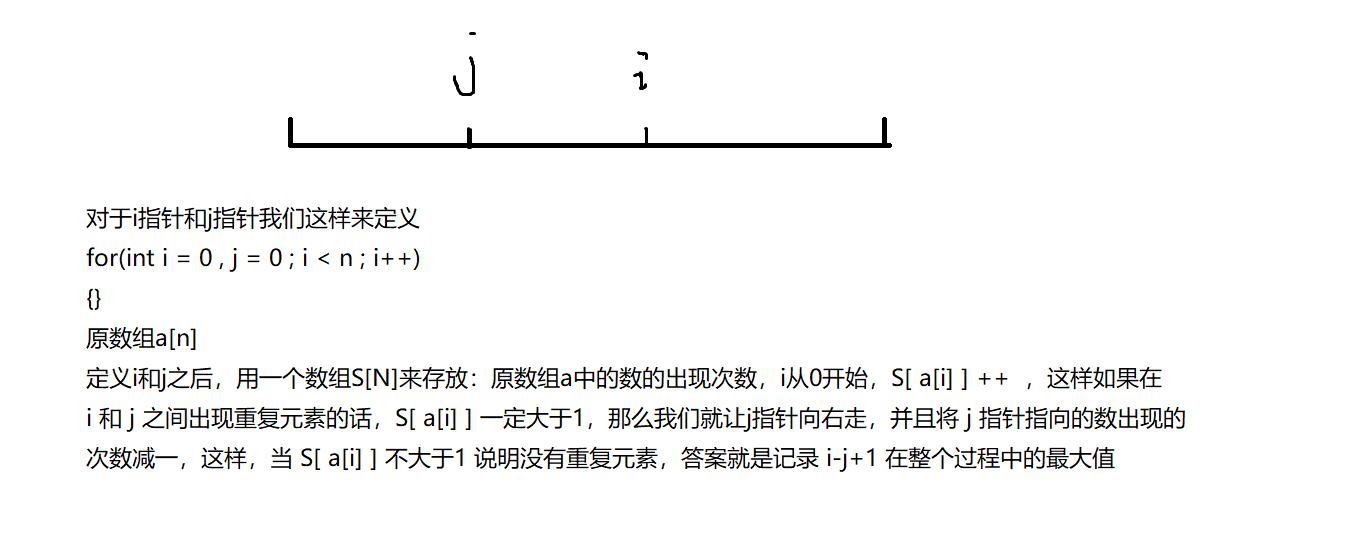 j i
对于i指针和j指针我们这样来定义
for(int i = 0 , j = 0 ; i < n ; i++)
{}
原数组a[n]
定义i和j之后，用一个数组S[N]来存放：原数组a中的数的出现次数，i从0开始，S[ a[i] ] ++ ，这样如果在
i 和 j 之间出现重复元素的话，S[ a[i] ] 一定大于1，那么我们就让j指针向右走，并且将 j 指针指向的数出现的
次数减一，这样，当 S[ a[i] ] 不大于1 说明没有重复元素，答案就是记录 i-j+1 在整个过程中的最大值